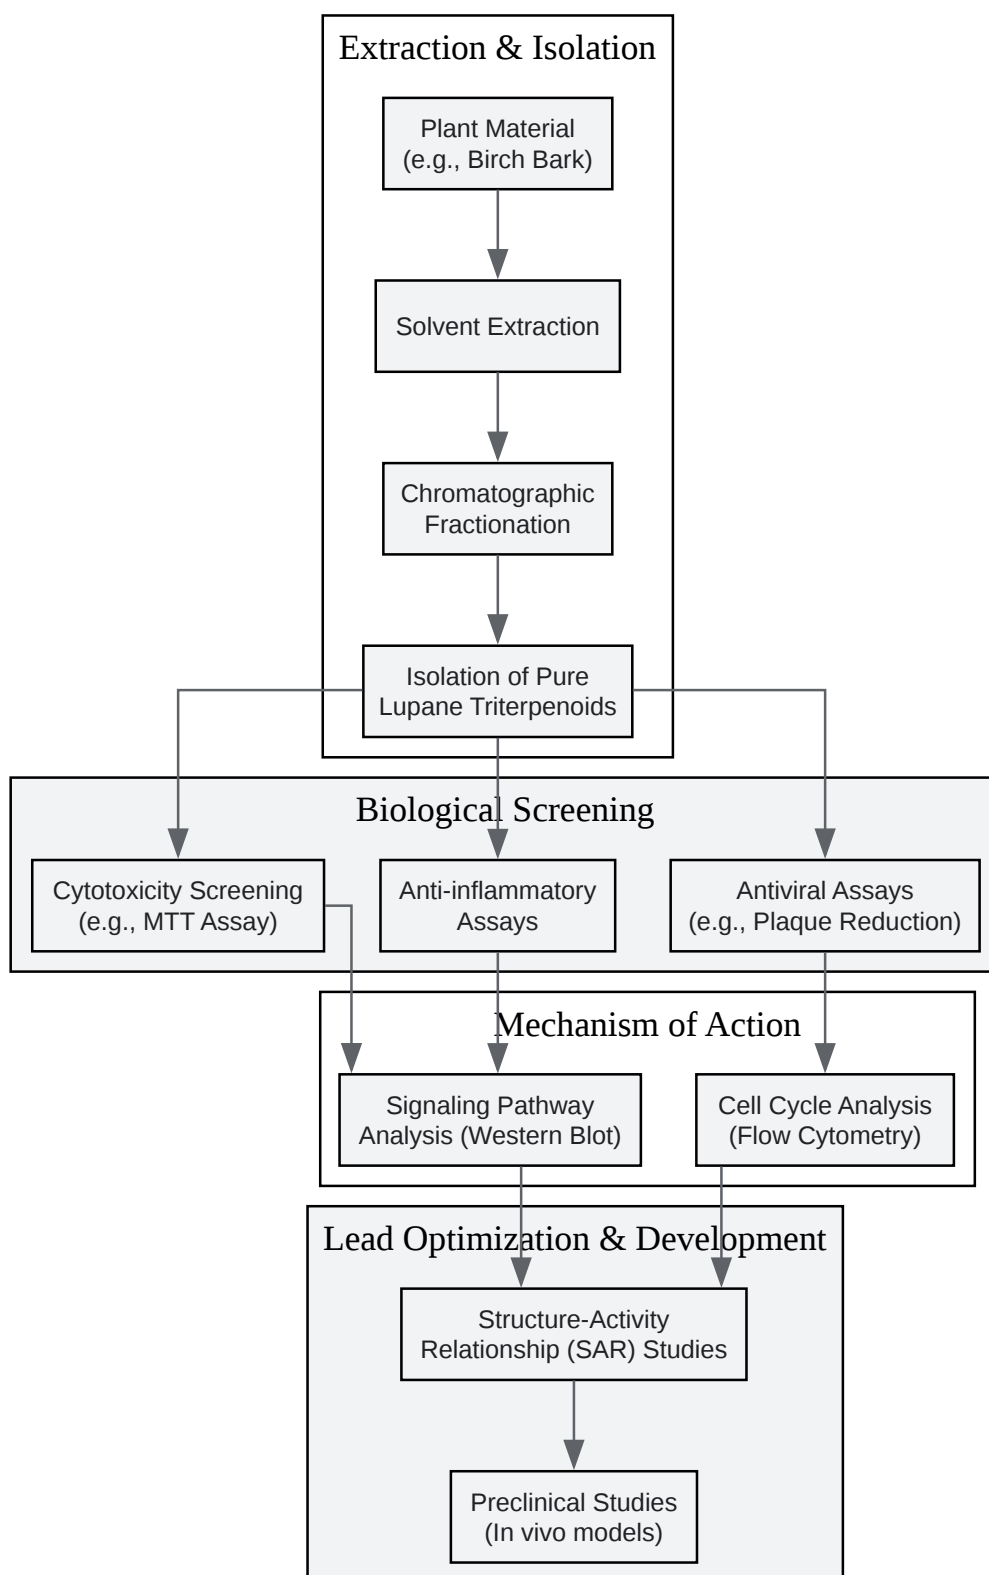 Extraction & Isolation
Plant Material
(e.g., Birch Bark)
Solvent Extraction
Chromatographic
Fractionation
Isolation of Pure
Lupane Triterpenoids
Biological Screening
Cytotoxicity Screening
(e.g., MTT Assay)
Anti-inflammatory
Assays
Antiviral Assays
(e.g., Plaque Reduction)
Mechanism of Action
Signaling Pathway
Analysis (Western Blot)
Cell Cycle Analysis
(Flow Cytometry)
Lead Optimization & Development
Structure-Activity
Relationship (SAR) Studies
Preclinical Studies
(In vivo models)